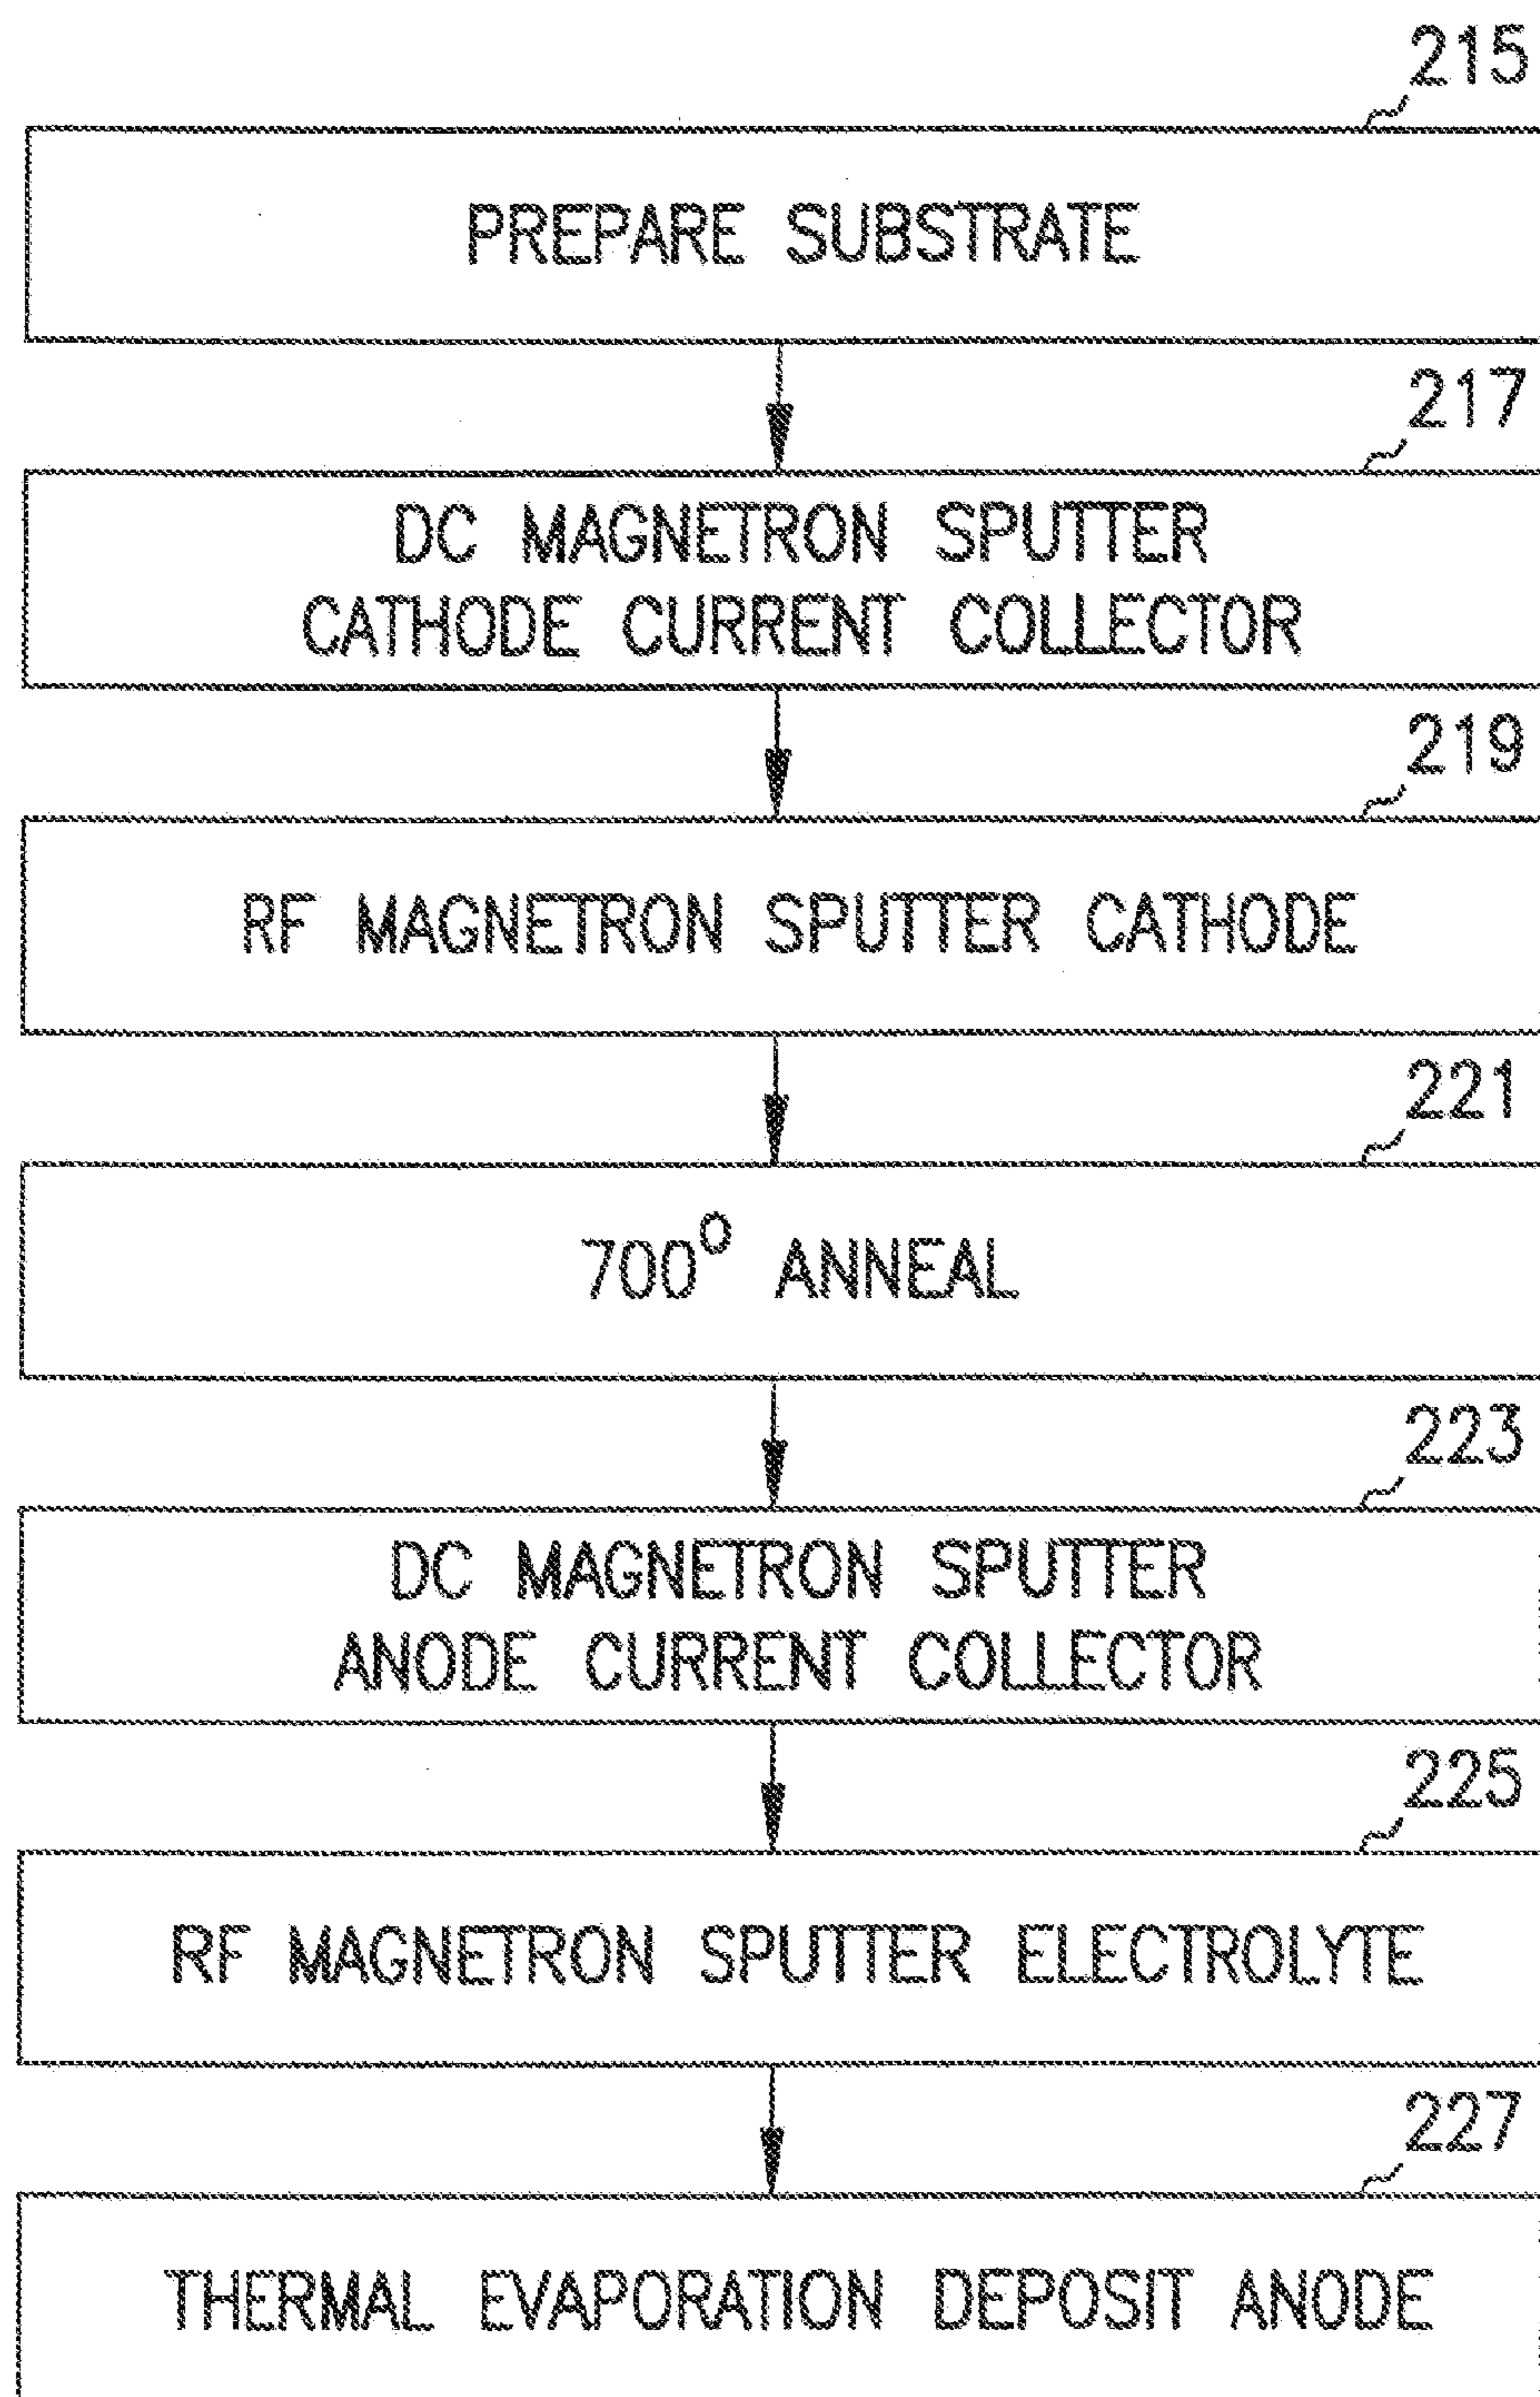 215
PREPARE SUBSTRATE
217
DC MAGNETRON SPUTTER
CATHODE CURRENT COLLECTOR
219
RF MAGNETRON SPUTTER CATHODE
221
700° ANNEAL
223
DC MAGNETRON SPUTTER
ANODE CURRENT COLLECTOR
225
RF MAGNETRON SPUTTER ELECTROLYTE
227
THERMAL EVAPORATION DEPOSIT ANODE